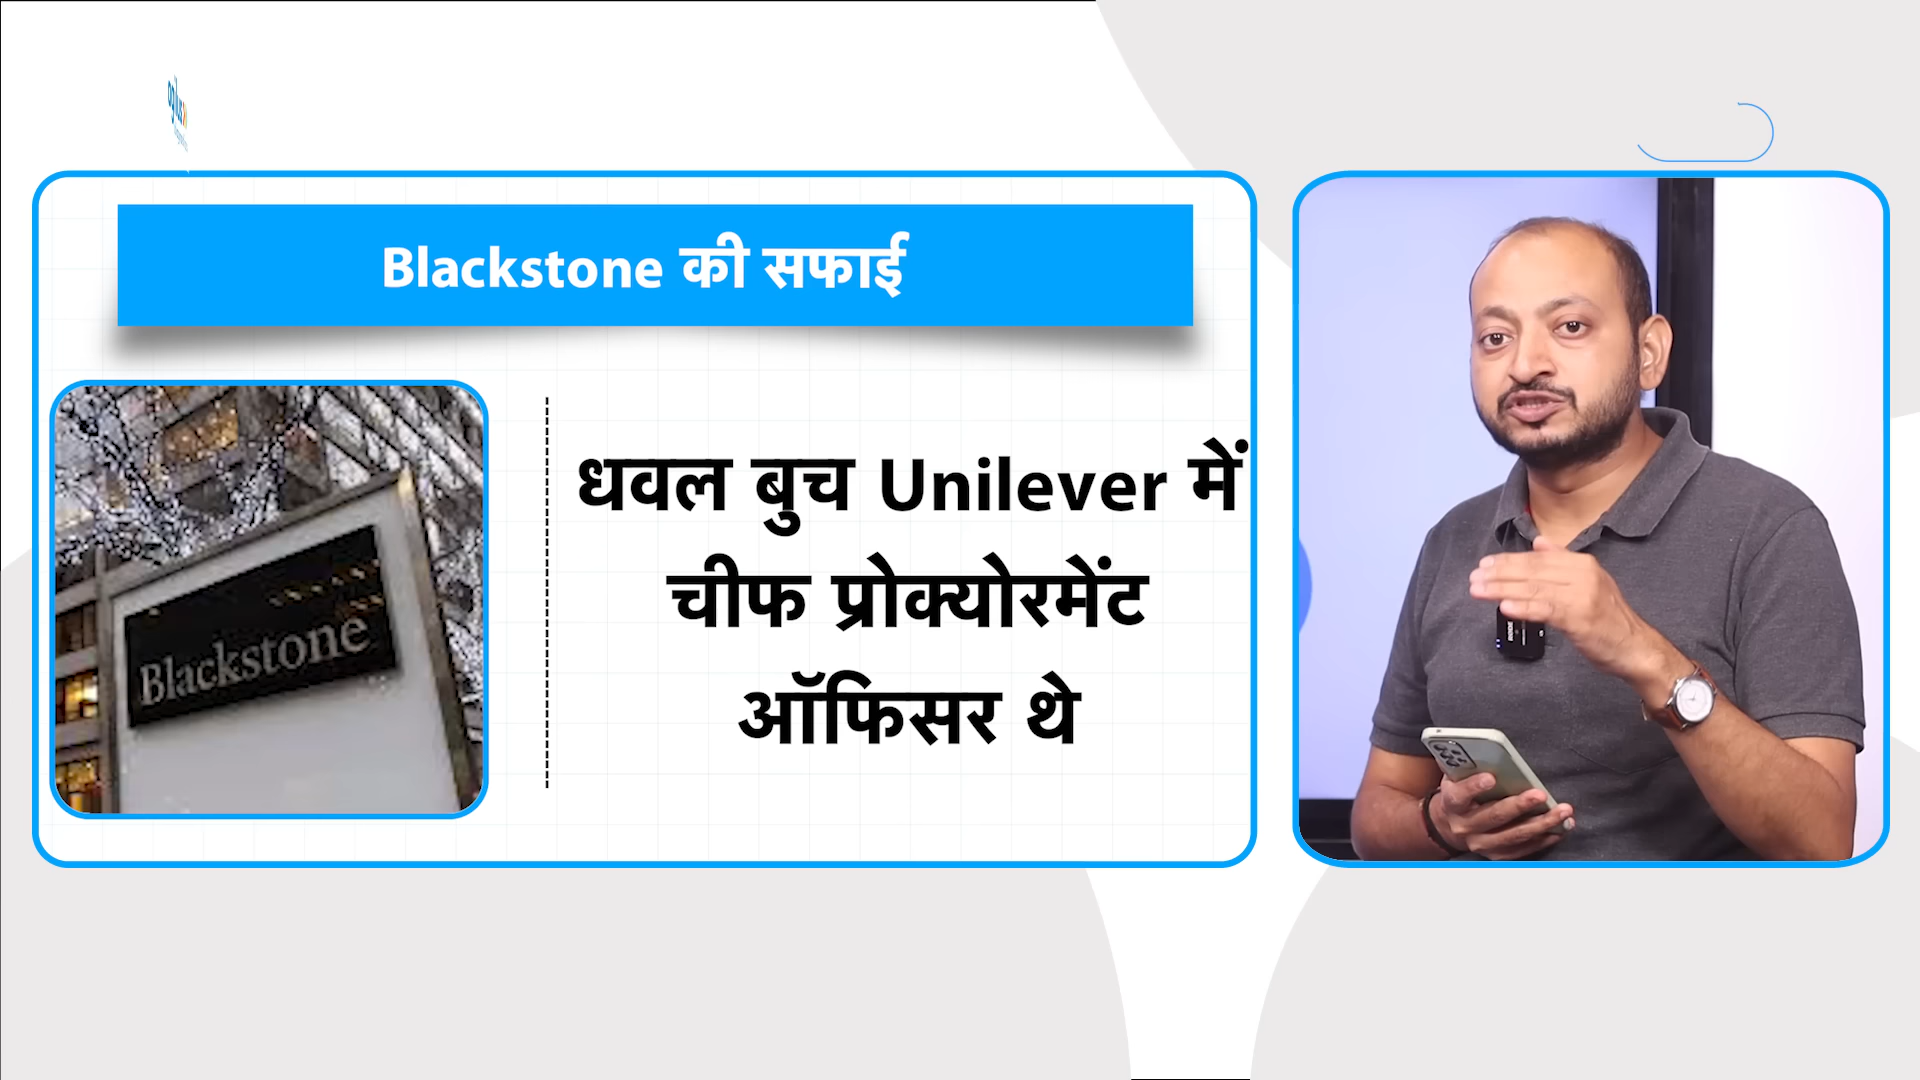 Blackstone की सफाई
Blackstone
धवल बुच Unilever में
चीफ प्रोक्योरमेंट
ऑफिसर थे